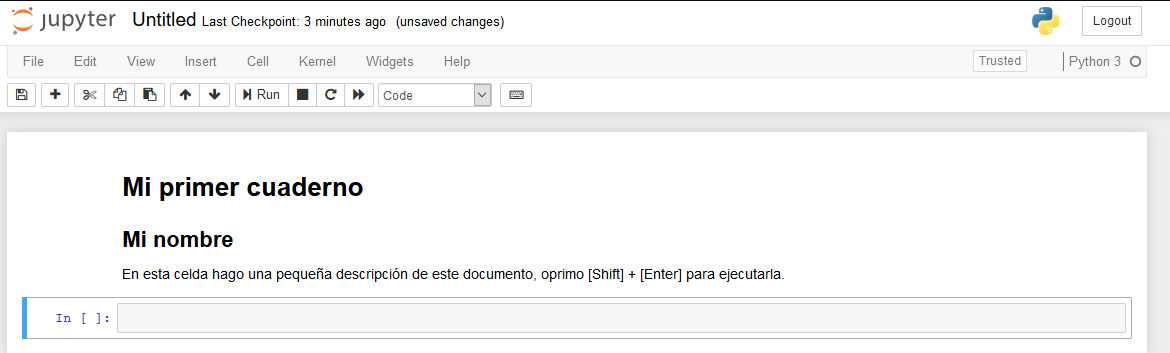 jupyter Untitled Last Checkpoint: 3 minutes ago (unsaved changes) Logout
File Edit View Insert Cell Kernel Widgets Help Trusted Python 3
Run Code
Mi primer cuaderno
Mi nombre
En esta celda hago una pequeña descripción de este documento, oprimo [Shift] + [Enter] para ejecutarla.
In [ ]: